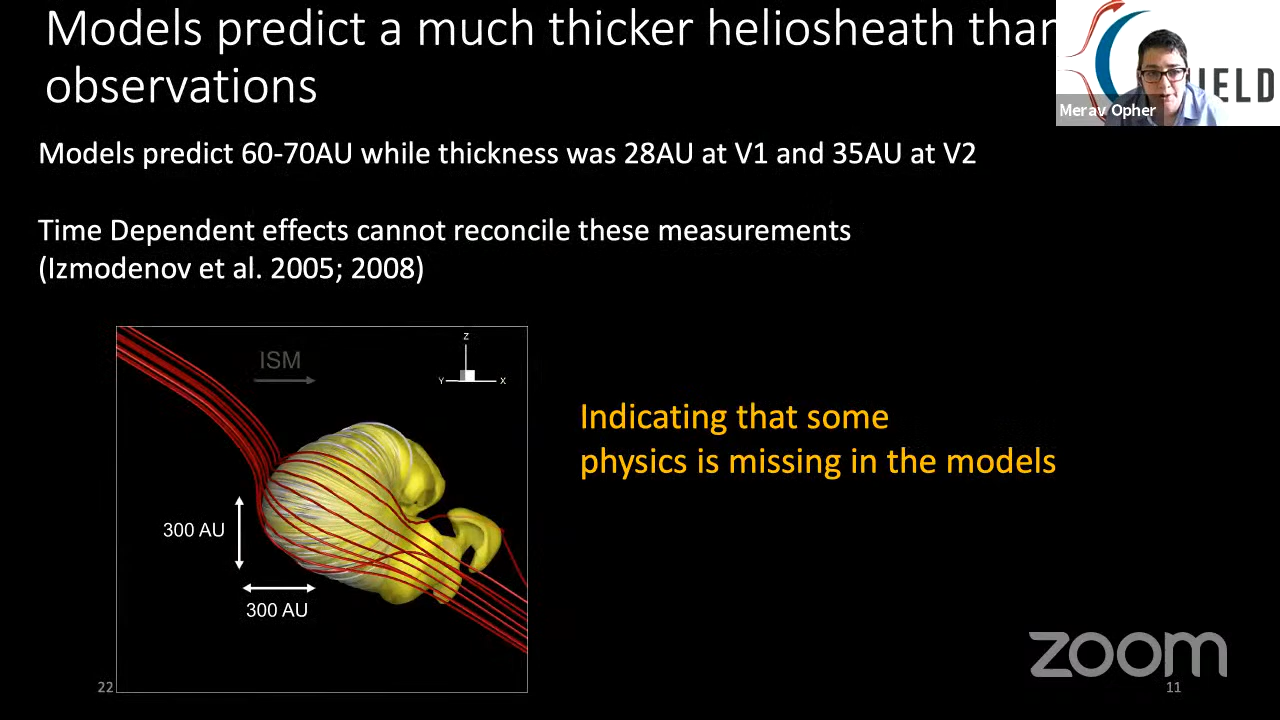 Models predict a much thicker heliosheath than
observations
IELD
Merav Opher
Models predict 60-70AU while thickness was 28AU at V1 and 35AU at V2
Time Dependent effects cannot reconcile these measurements
(Izmodenov et al. 2005; 2008)
ISM
Z
Y
X
300 AU
300 AU
Indicating that some
physics is missing in the models
zoom
22
11